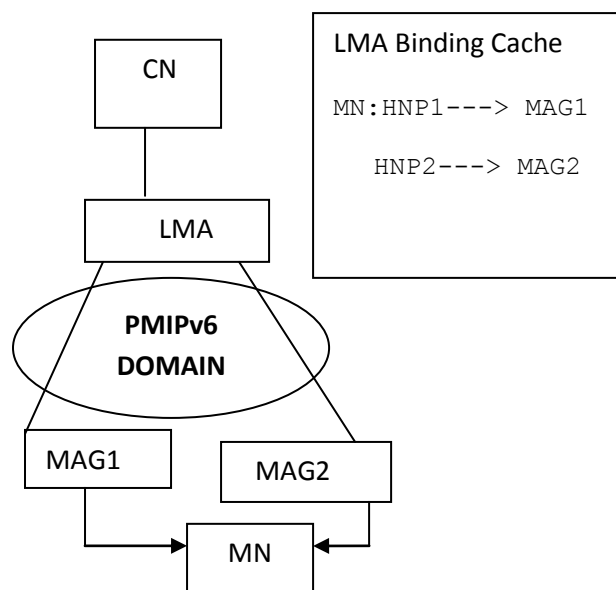 CN
LMA Binding Cache
MN:HNP1---> MAG1
HNP2---> MAG2
LMA
PMIPv6
DOMAIN
MAG1
MAG2
MN